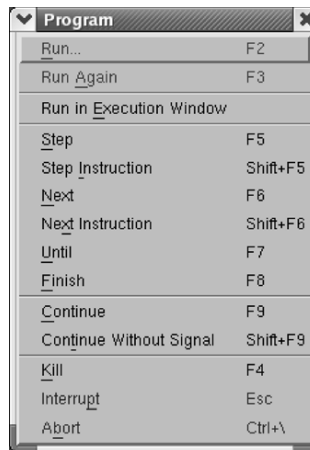 Program
Run... F2
Run Again F3
Run in Execution Window
Step F5
Step Instruction Shift+F5
Next F6
Next Instruction Shift+F6
Until F7
Finish F8
Continue F9
Continue Without Signal Shift+F9
Kill F4
Interrupt Esc
Abort Ctrl+\